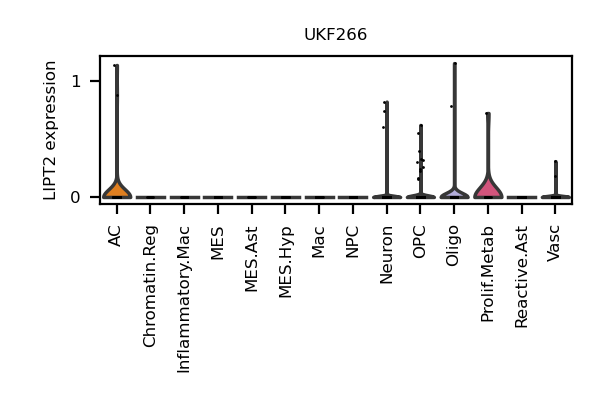 UKF266
LIPT2 expression
1
0
AC
Chromatin.Reg
Inflammatory.Mac
MES
MES.Ast
MES.Hyp
Mac
NPC
Neuron
OPC
Oligo
Prolif.Metab
Reactive.Ast
Vasc